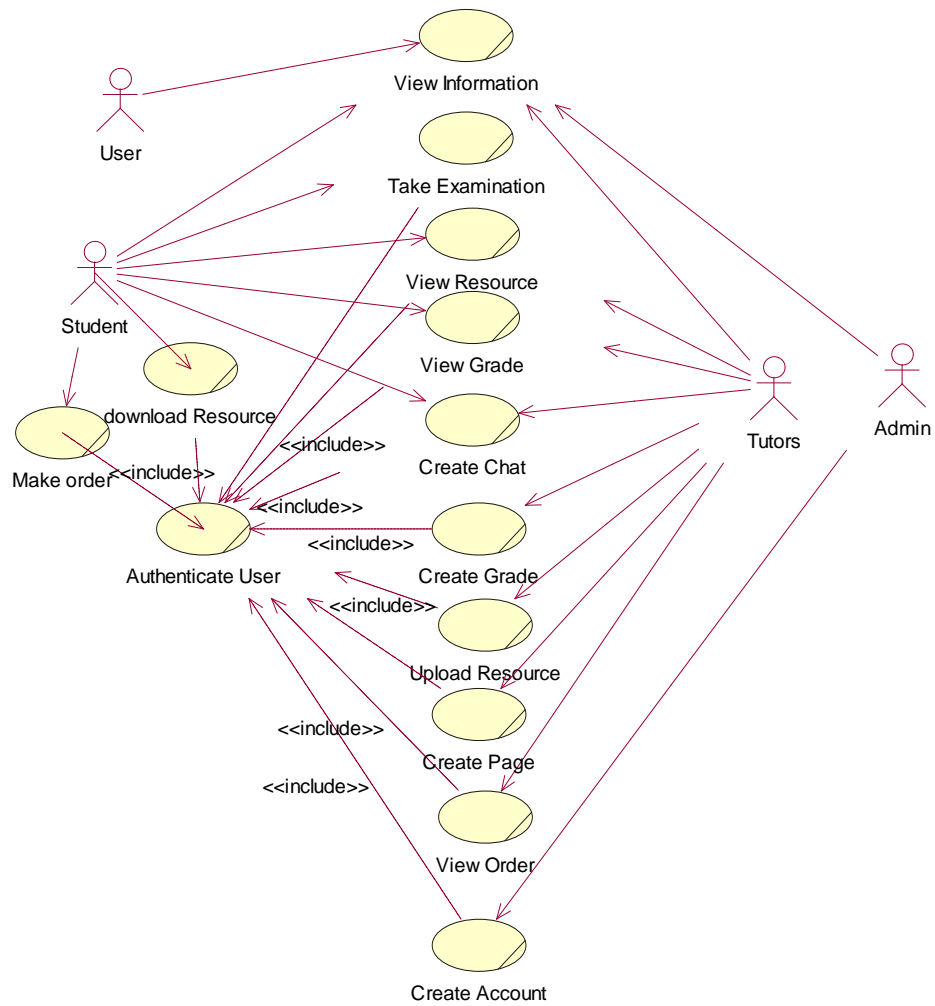 View Information
User
Take Examination
View Resource
Student
View Grade
download Resource
Tutors
Admin
<<include>>
Create Chat
Make order
<<include>>
<<include>>
<<include>>
Authenticate User
Create Grade
<<include>>
Upload Resource
<<include>>
Create Page
<<include>>
View Order
Create Account